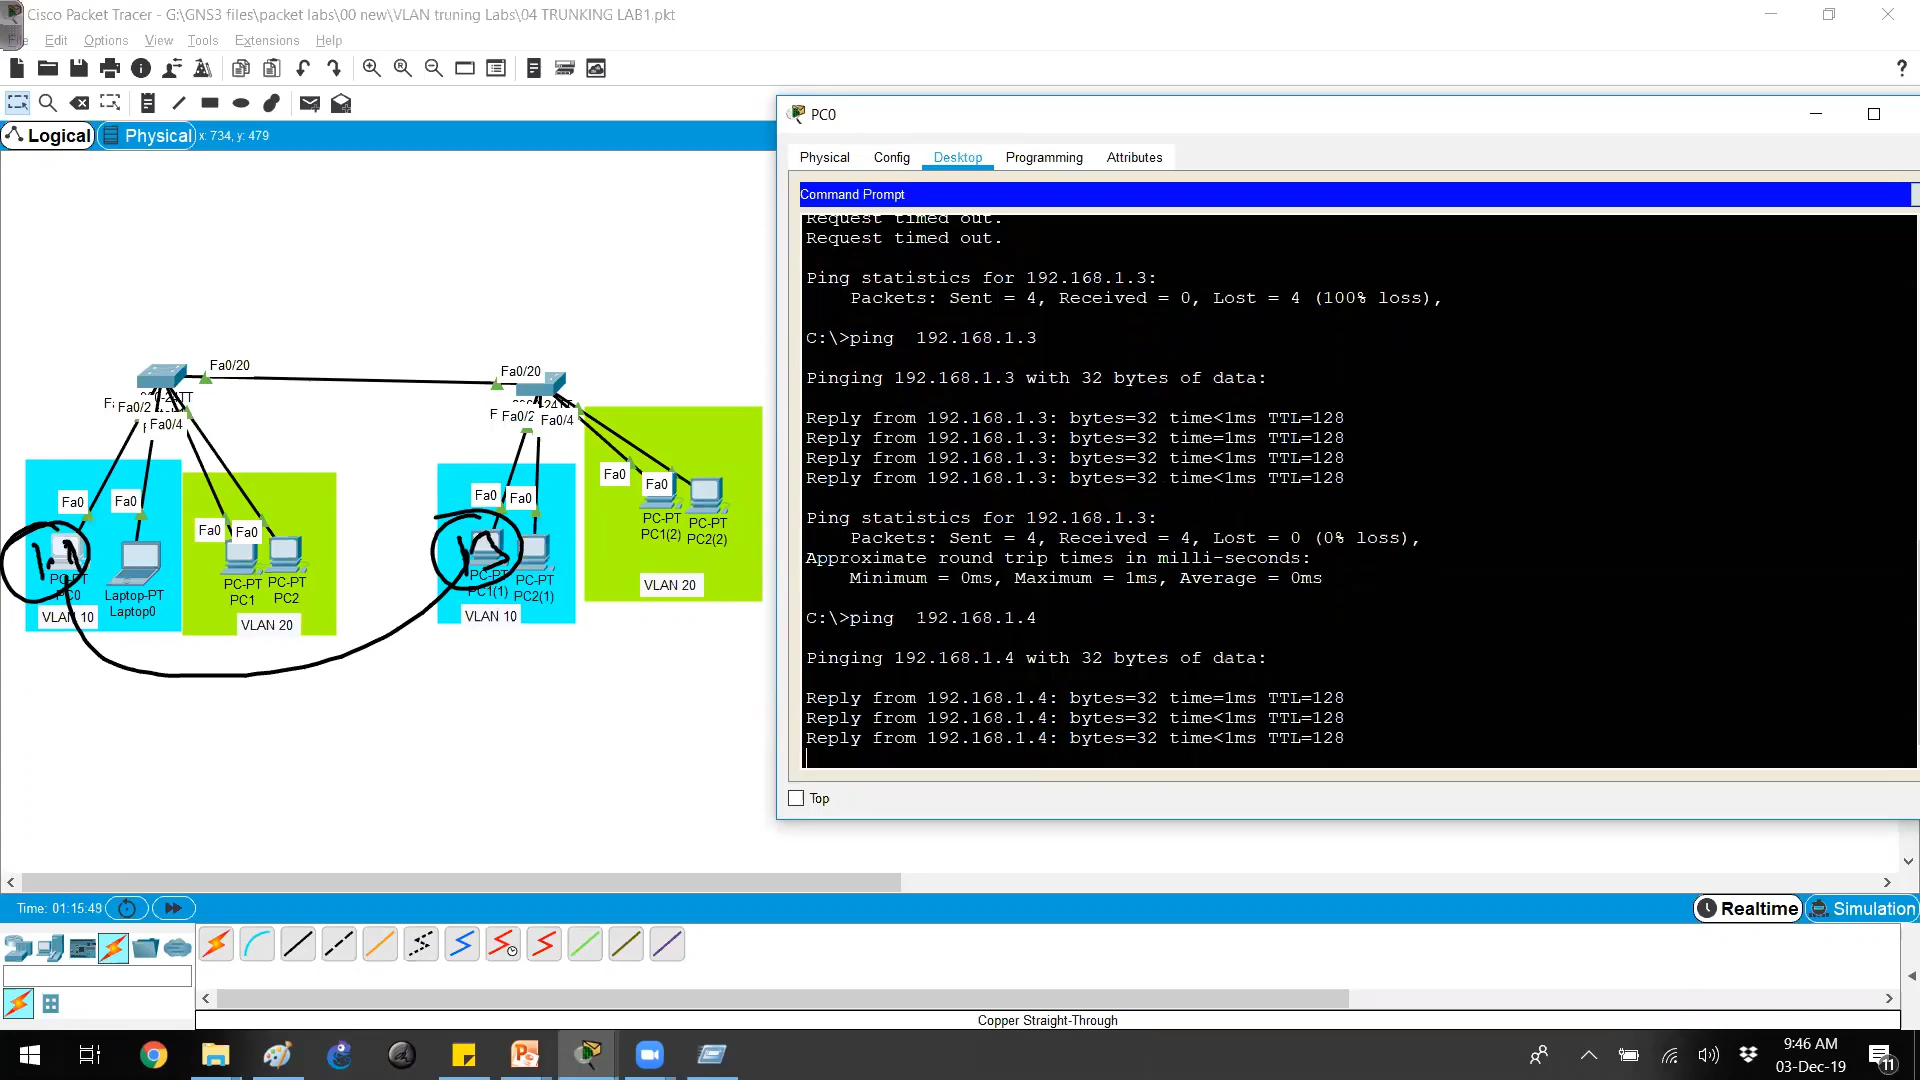 Cisco Packet Tracer - G:\GNS3 files\packet labs\00 new\VLAN truning Labs\04 TRUNKING LAB1.pkt
Edit Options View Tools Extensions Help
?
Logical Physical x: 734, y: 479
PC0
Physical Config Desktop Programming Attributes
Command Prompt
Request timed out.
Request timed out.
Ping statistics for 192.168.1.3:
Packets: Sent = 4, Received = 0, Lost = 4 (100% loss),
C:\>ping 192.168.1.3
Pinging 192.168.1.3 with 32 bytes of data:
Reply from 192.168.1.3: bytes=32 time<1ms TTL=128
Reply from 192.168.1.3: bytes=32 time=1ms TTL=128
Reply from 192.168.1.3: bytes=32 time<1ms TTL=128
Reply from 192.168.1.3: bytes=32 time<1ms TTL=128
Ping statistics for 192.168.1.3:
Packets: Sent = 4, Received = 4, Lost = 0 (0% loss),
Approximate round trip times in milli-seconds:
Minimum = 0ms, Maximum = 1ms, Average = 0ms
C:\>ping 192.168.1.4
Pinging 192.168.1.4 with 32 bytes of data:
Reply from 192.168.1.4: bytes=32 time=1ms TTL=128
Reply from 192.168.1.4: bytes=32 time<1ms TTL=128
Reply from 192.168.1.4: bytes=32 time<1ms TTL=128
Top
Fa0/20 Fa0/20
Fa0/2 Fa0/2
Fa0/4 Fa0/4
Fa0 Fa0
Fa0 Fa0 Fa0 Fa0
Fa0 Fa0
PC-PT PC-PT
PC1(2) PC2(2)
PC-PT PC-PT PC-PT PC-PT PC-PT
PC1 PC2 PC1(1) PC2(1)
PC0 Laptop-PT
Laptop0
VLAN 10 VLAN 20 VLAN 10 VLAN 20
Time: 01:15:49
Realtime Simulation
Copper Straight-Through
9:46 AM
03-Dec-19
11